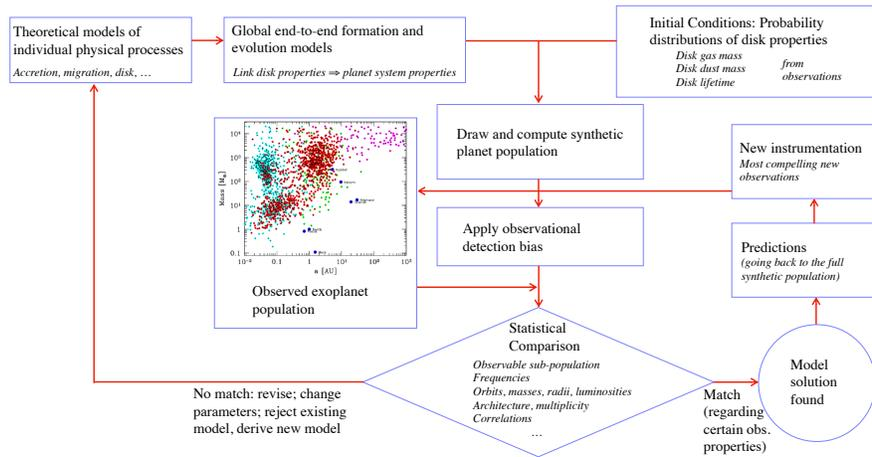 Theoretical models of
individual physical processes
Accretion, migration, disk, …
Global end-to-end formation and
evolution models
Link disk properties ⇒ planet system properties
Initial Conditions: Probability
distributions of disk properties
Disk gas mass
Disk dust mass
Disk lifetime
from
observations
Draw and compute synthetic
planet population
New instrumentation
Most compelling new
observations
Apply observational
detection bias
Predictions
(going back to the full
synthetic population)
Mass [M⊕]
a [AU]
Observed exoplanet
population
Statistical
Comparison
Observable sub-population
Frequencies
Orbits, masses, radii, luminosities
Architecture, multiplicity
Correlations
…
Model
solution
found
No match: revise; change
parameters; reject existing
model, derive new model
Match
(regarding
certain obs.
properties)